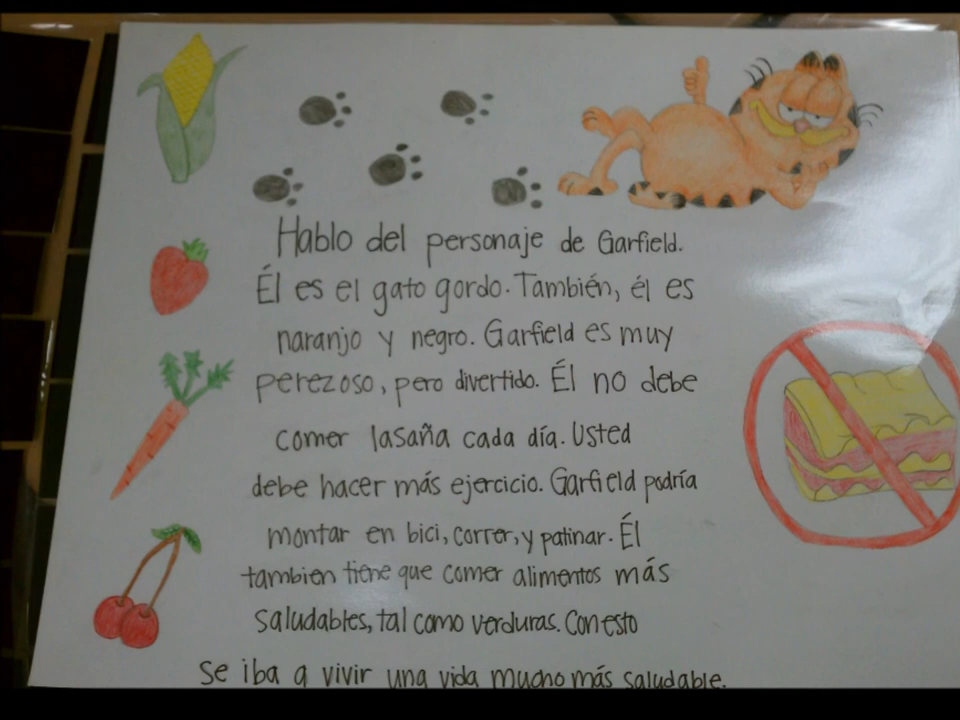 Hablo del personaje de Garfield.
Él es el gato gordo. También, él es
naranjo y negro. Garfield es muy
perezoso, pero divertido. Él no debe
comer lasaña cada día. Usted
debe hacer más ejercicio. Garfield podría
montar en bici, correr, y patinar. Él
tambien tiene que comer alimentos más
saludables, tal como verduras. Con esto
se iba a vivir una vida mucho más saludable.